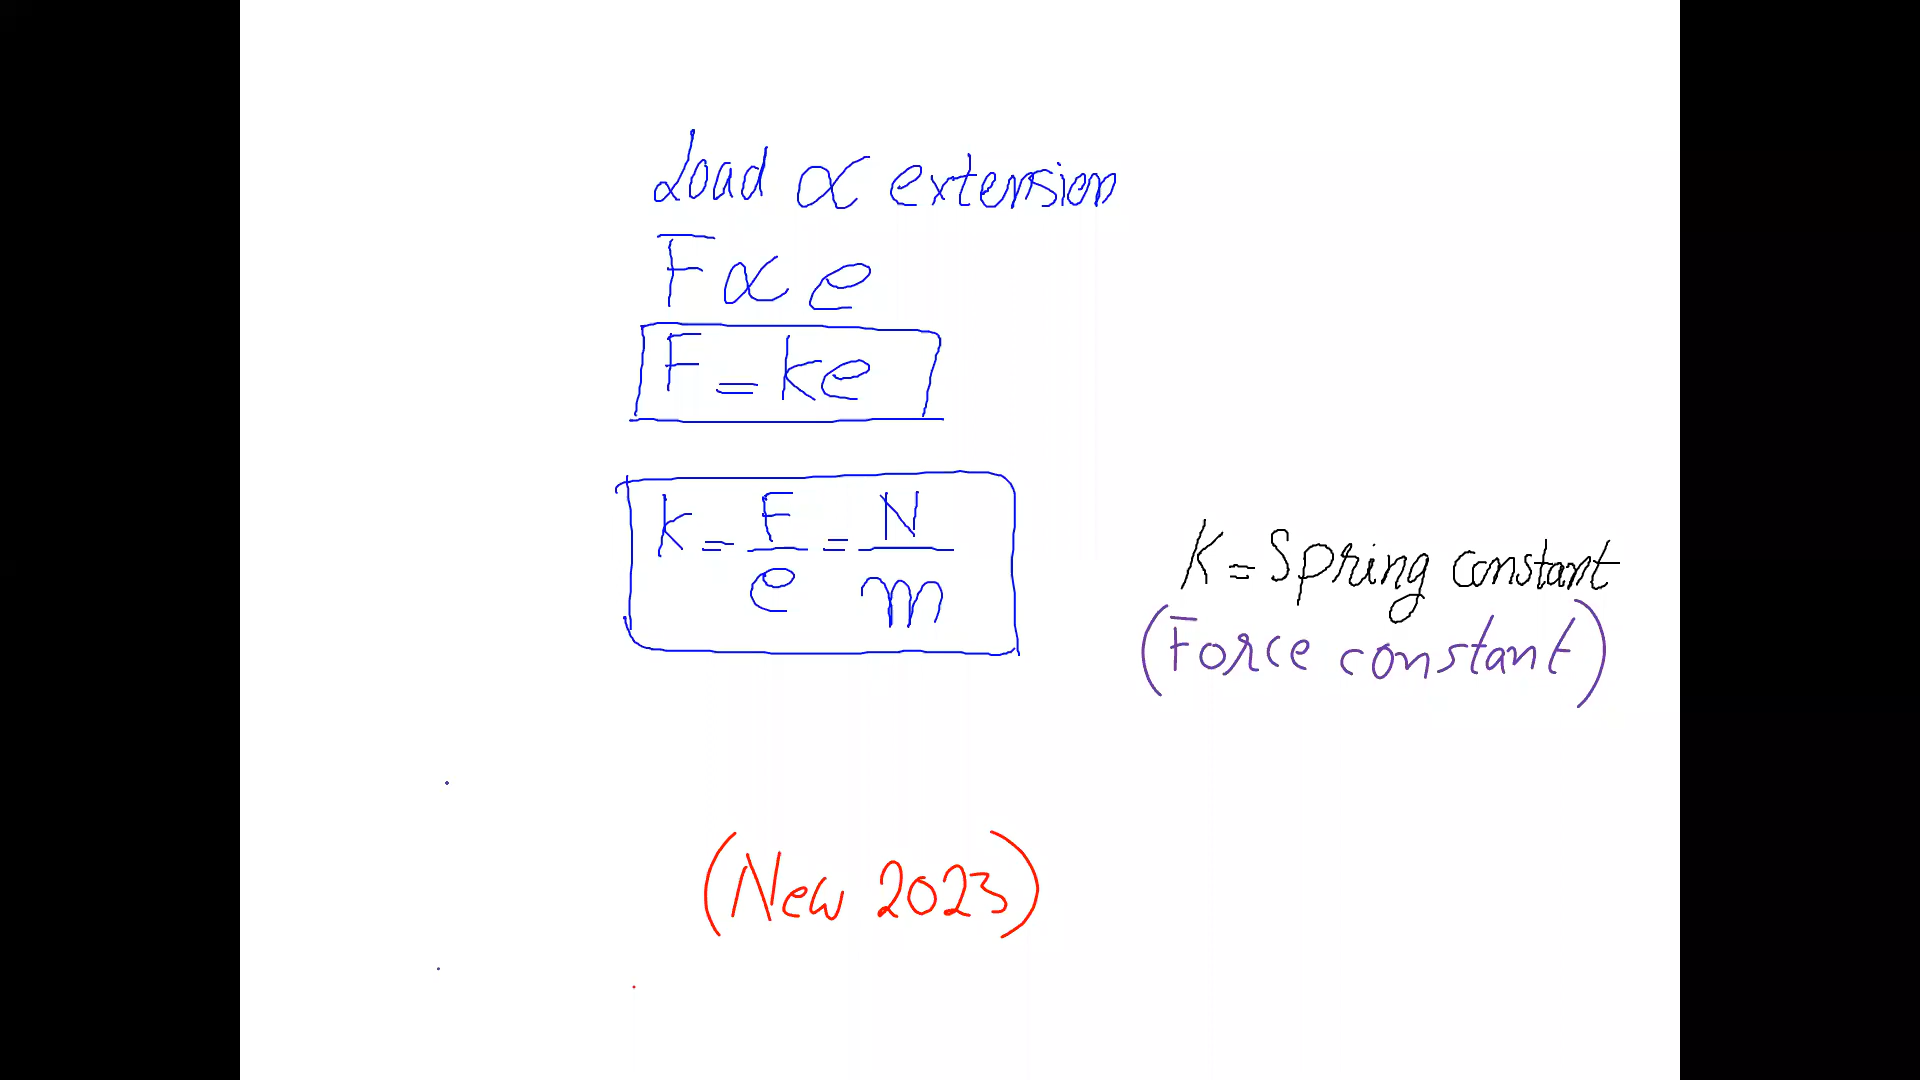 Load ∝ extension
F ∝ e
F = ke
k = F/e = N/m
K = Spring constant
(Force constant)
(New 2023)